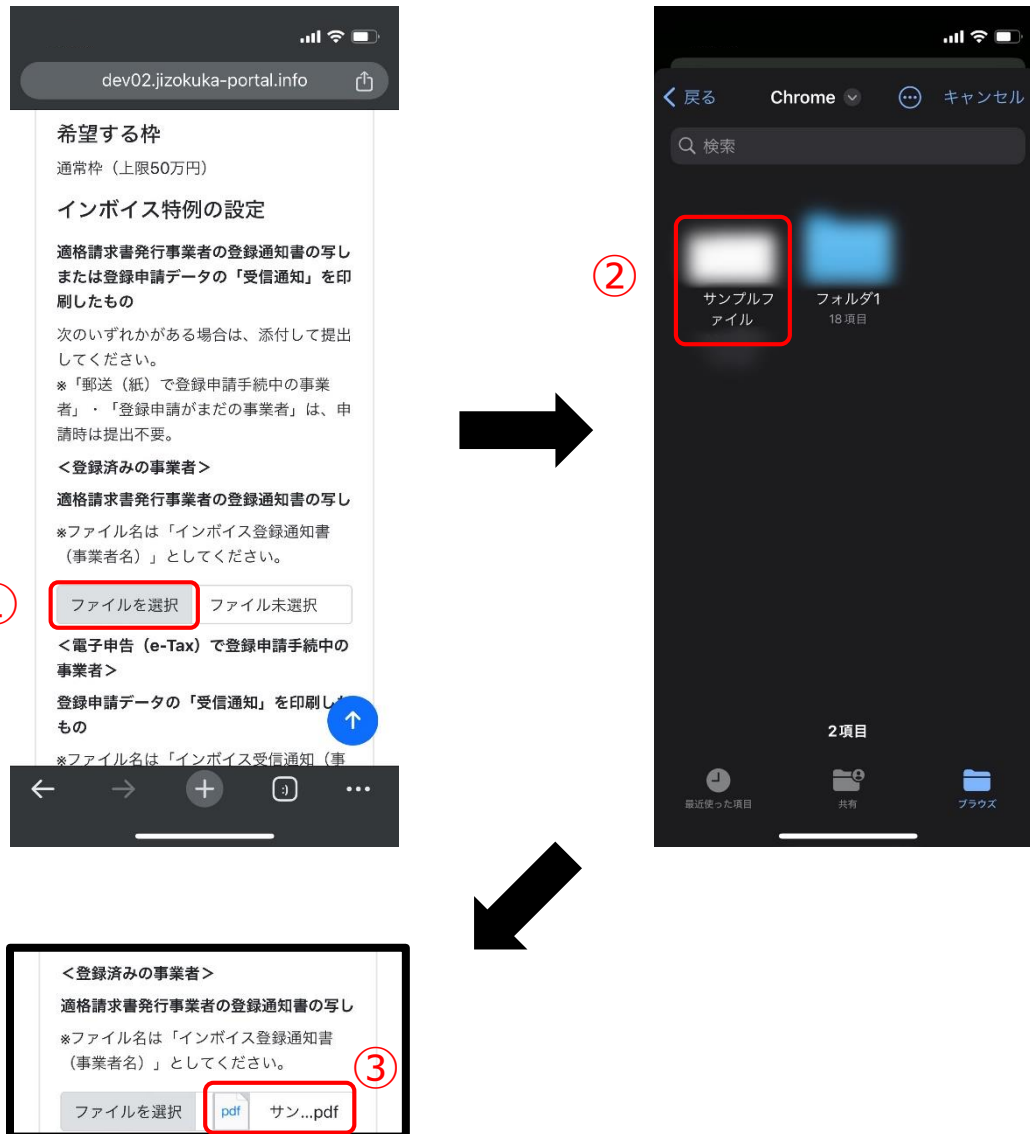 dev02.jizokuka-portal.info
希望する枠
通常枠（上限50万円）
インボイス特例の設定
適格請求書発行事業者の登録通知書の写し
または登録申請データの「受信通知」を印
刷したもの
次のいずれかがある場合は、添付して提出
してください。
※「郵送（紙）で登録申請手続中の事業
者」・「登録申請がまだの事業者」は、申
請時は提出不要。
＜登録済みの事業者＞
適格請求書発行事業者の登録通知書の写し
※ファイル名は「インボイス登録通知書
（事業者名）」としてください。
ファイルを選択 ファイル未選択
＜電子申告（e-Tax）で登録申請手続中の
事業者＞
登録申請データの「受信通知」を印刷した
もの
※ファイル名は「インボイス受信通知（事
:)
②
戻る Chrome キャンセル
検索
サンプルフ
ァイル
フォルダ1
18 項目
2項目
最近使った項目 共有 ブラウズ
＜登録済みの事業者＞
適格請求書発行事業者の登録通知書の写し
※ファイル名は「インボイス登録通知書
（事業者名）」としてください。
③
ファイルを選択 pdf サン...pdf